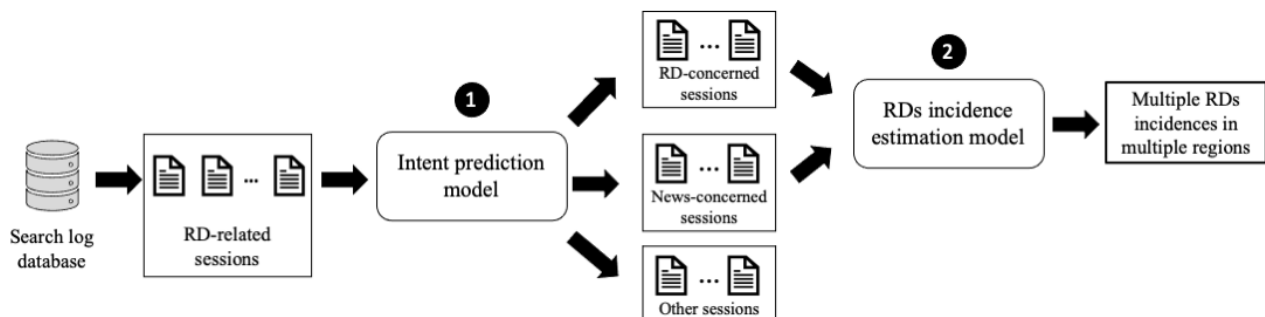 Search log
database
...
RD-related
sessions
1
Intent prediction
model
...
RD-concerned
sessions
...
News-concerned
sessions
...
Other sessions
2
RDs incidence
estimation model
Multiple RDs
incidences in
multiple regions